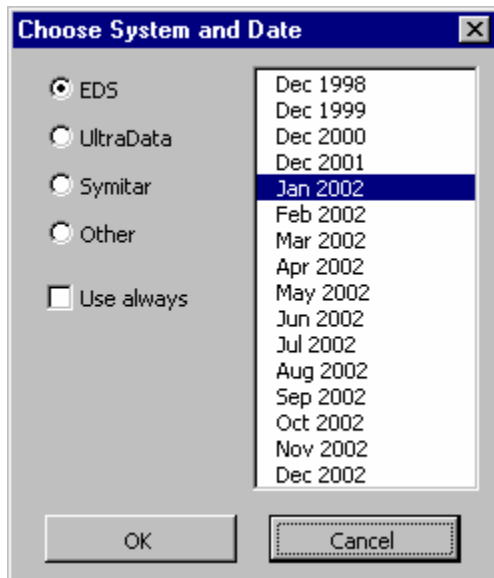 Choose System and Date
EDS
UltraData
Symitar
Other
Use always
Dec 1998
Dec 1999
Dec 2000
Dec 2001
Jan 2002
Feb 2002
Mar 2002
Apr 2002
May 2002
Jun 2002
Jul 2002
Aug 2002
Sep 2002
Oct 2002
Nov 2002
Dec 2002
OK
Cancel